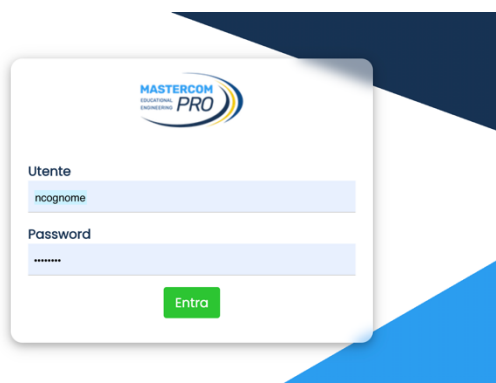 MASTERCOM
EDUCATIONAL
ENGINEERING
PRO
Utente
ncognome
Password
••••••••
Entra